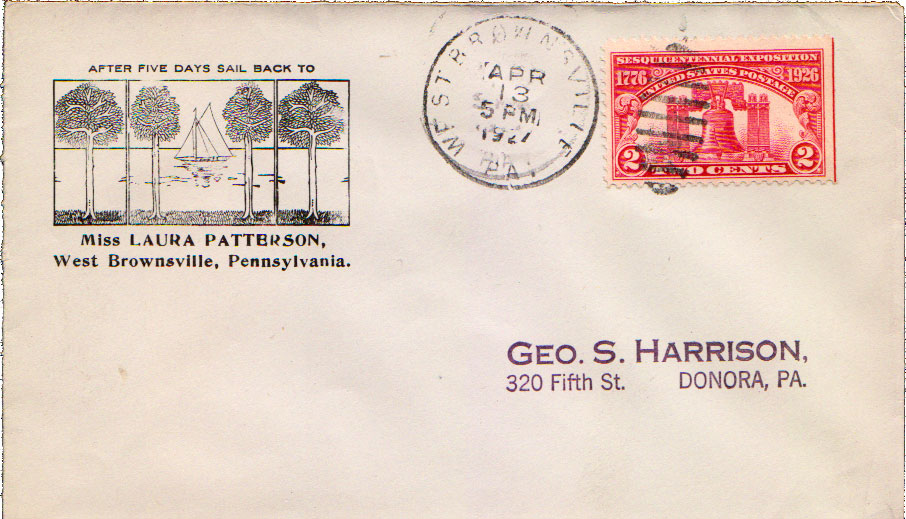 AFTER FIVE DAYS SAIL BACK TO
Miss LAURA PATTERSON,
West Brownsville, Pennsylvania.
WEST BROWNSVILLE
APR
13
5 PM
1927
PA.
SESQUICENTENNIAL EXPOSITION
1776 1926
UNITED STATES POSTAGE
2 CENTS 2
GEO. S. HARRISON,
320 Fifth St. DONORA, PA.